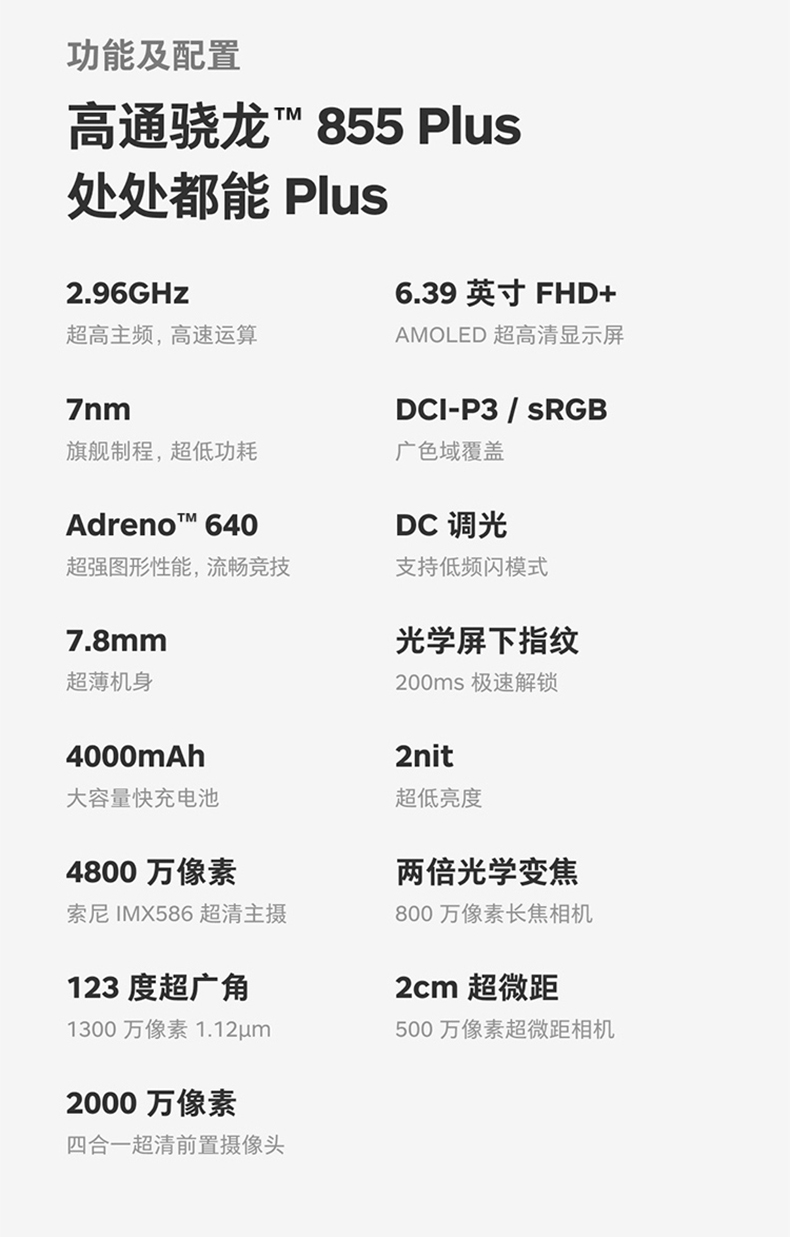 功能及配置
高通骁龙™ 855 Plus
处处都能 Plus
2.96GHz
超高主频，高速运算
6.39 英寸 FHD+
AMOLED 超高清显示屏
7nm
旗舰制程，超低功耗
DCI-P3 / sRGB
广色域覆盖
Adreno™ 640
超强图形性能，流畅竞技
DC 调光
支持低频闪模式
7.8mm
超薄机身
光学屏下指纹
200ms 极速解锁
4000mAh
大容量快充电池
2nit
超低亮度
4800 万像素
索尼 IMX586 超清主摄
两倍光学变焦
800 万像素长焦相机
123 度超广角
1300 万像素 1.12μm
2cm 超微距
500 万像素超微距相机
2000 万像素
四合一超清前置摄像头